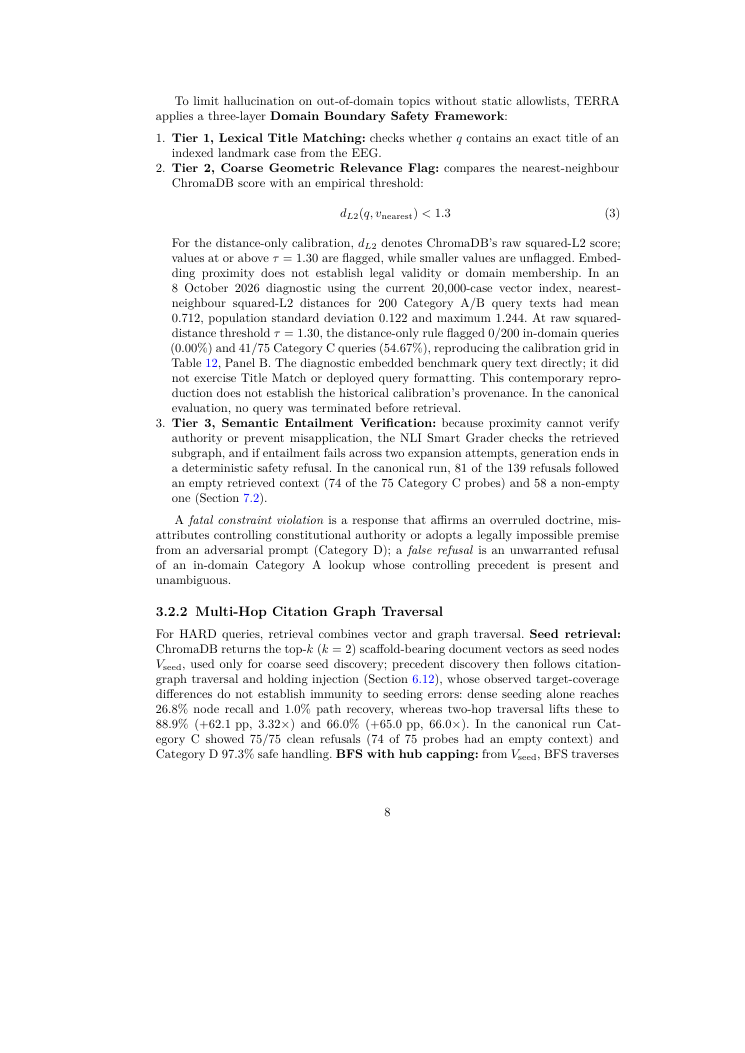 To limit hallucination on out-of-domain topics without static allowlists, TERRA
applies a three-layer Domain Boundary Safety Framework:
1. Tier 1, Lexical Title Matching: checks whether q contains an exact title of an
indexed landmark case from the EEG.
2. Tier 2, Coarse Geometric Relevance Flag: compares the nearest-neighbour
ChromaDB score with an empirical threshold:
d_{L2}(q, v_{nearest}) < 1.3 (3)
For the distance-only calibration, d_{L2} denotes ChromaDB's raw squared-L2 score;
values at or above τ = 1.30 are flagged, while smaller values are unflagged. Embed-
ding proximity does not establish legal validity or domain membership. In an
8 October 2026 diagnostic using the current 20,000-case vector index, nearest-
neighbour squared-L2 distances for 200 Category A/B query texts had mean
0.712, population standard deviation 0.122 and maximum 1.244. At raw squared-
distance threshold τ = 1.30, the distance-only rule flagged 0/200 in-domain queries
(0.00%) and 41/75 Category C queries (54.67%), reproducing the calibration grid in
Table 12, Panel B. The diagnostic embedded benchmark query text directly; it did
not exercise Title Match or deployed query formatting. This contemporary repro-
duction does not establish the historical calibration's provenance. In the canonical
evaluation, no query was terminated before retrieval.
3. Tier 3, Semantic Entailment Verification: because proximity cannot verify
authority or prevent misapplication, the NLI Smart Grader checks the retrieved
subgraph, and if entailment fails across two expansion attempts, generation ends in
a deterministic safety refusal. In the canonical run, 81 of the 139 refusals followed
an empty retrieved context (74 of the 75 Category C probes) and 58 a non-empty
one (Section 7.2).
A fatal constraint violation is a response that affirms an overruled doctrine, mis-
attributes controlling constitutional authority or adopts a legally impossible premise
from an adversarial prompt (Category D); a false refusal is an unwarranted refusal
of an in-domain Category A lookup whose controlling precedent is present and
unambiguous.
3.2.2 Multi-Hop Citation Graph Traversal
For HARD queries, retrieval combines vector and graph traversal. Seed retrieval:
ChromaDB returns the top-k (k = 2) scaffold-bearing document vectors as seed nodes
V_{seed}, used only for coarse seed discovery; precedent discovery then follows citation-
graph traversal and holding injection (Section 6.12), whose observed target-coverage
differences do not establish immunity to seeding errors: dense seeding alone reaches
26.8% node recall and 1.0% path recovery, whereas two-hop traversal lifts these to
88.9% (+62.1 pp, 3.32×) and 66.0% (+65.0 pp, 66.0×). In the canonical run Cat-
egory C showed 75/75 clean refusals (74 of 75 probes had an empty context) and
Category D 97.3% safe handling. BFS with hub capping: from V_{seed}, BFS traverses
8